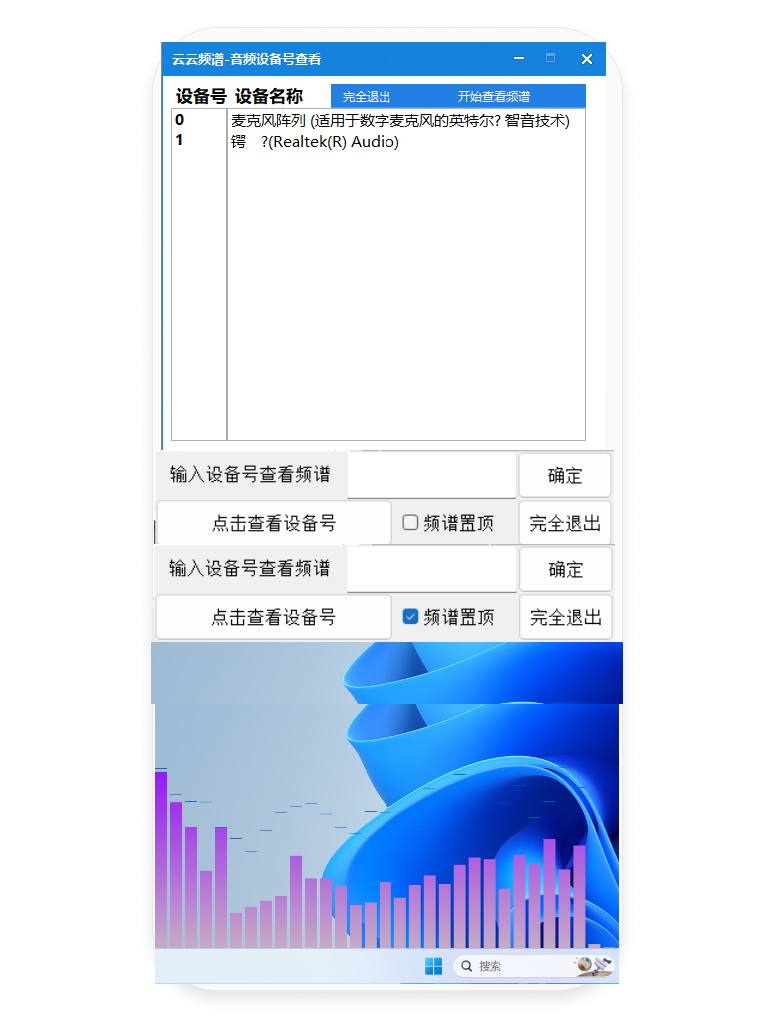 云云频谱-音频设备号查看
设备号 设备名称 完全退出 开始查看频谱
0 麦克风阵列 (适用于数字麦克风的英特尔? 智音技术)
1 锷 ?(Realtek(R) Audio)
输入设备号查看频谱 确定
点击查看设备号 频谱置顶 完全退出
输入设备号查看频谱 确定
点击查看设备号 频谱置顶 完全退出
搜索